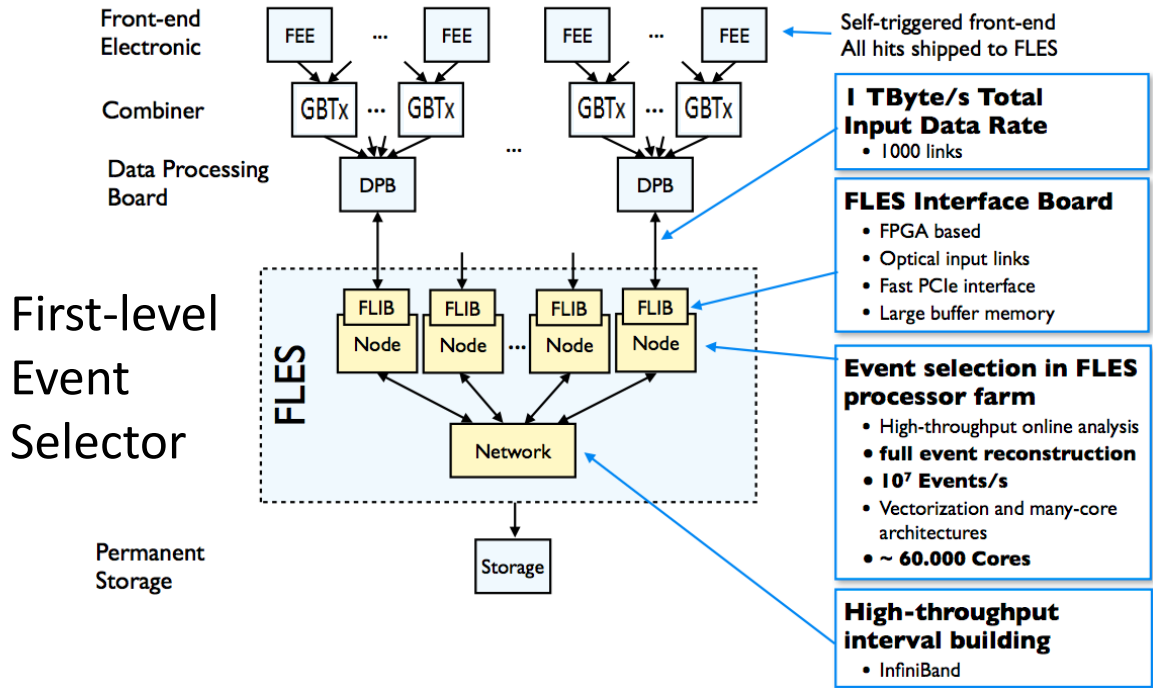 Front-end
Electronic
FEE
...
FEE
FEE
...
FEE
Self-triggered front-end
All hits shipped to FLES
Combiner
GBTx
...
GBTx
GBTx
...
GBTx
1 TByte/s Total
Input Data Rate
• 1000 links
...
Data Processing
Board
DPB
DPB
FLES Interface Board
• FPGA based
• Optical input links
• Fast PCIe interface
• Large buffer memory
First-level
Event
Selector
FLES
FLIB
FLIB
FLIB
FLIB
Node
Node
...
Node
Node
Network
Event selection in FLES
processor farm
• High-throughput online analysis
• full event reconstruction
• 10⁷ Events/s
• Vectorization and many-core
architectures
• ~ 60.000 Cores
Permanent
Storage
Storage
High-throughput
interval building
• InfiniBand